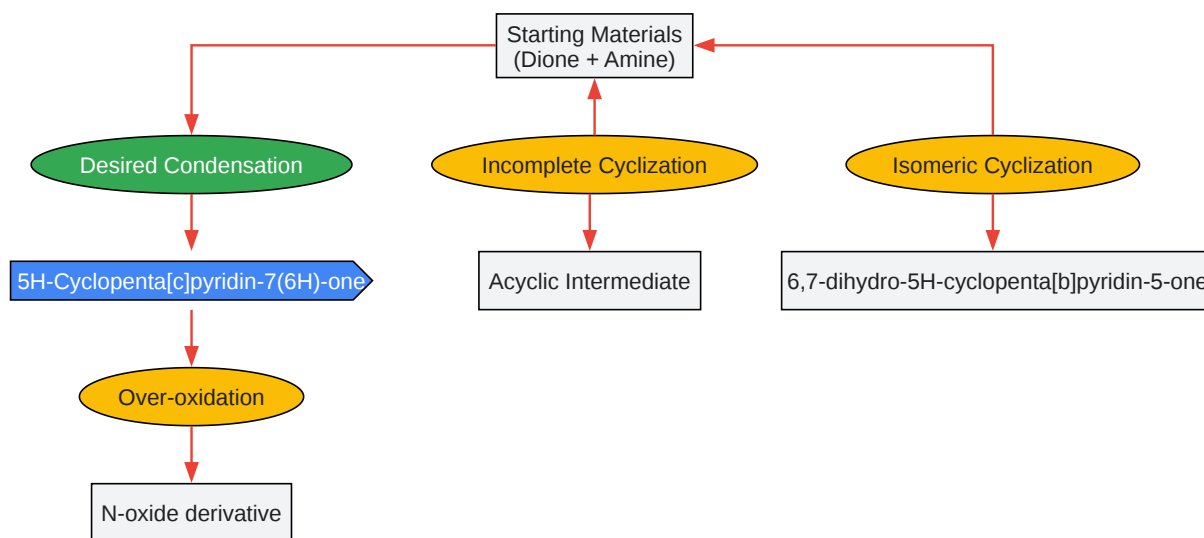 Starting Materials
(Dione + Amine)
Desired Condensation
Incomplete Cyclization
Isomeric Cyclization
5H-Cyclopenta[c]pyridin-7(6H)-one
Acyclic Intermediate
6,7-dihydro-5H-cyclopenta[b]pyridin-5-one
Over-oxidation
N-oxide derivative